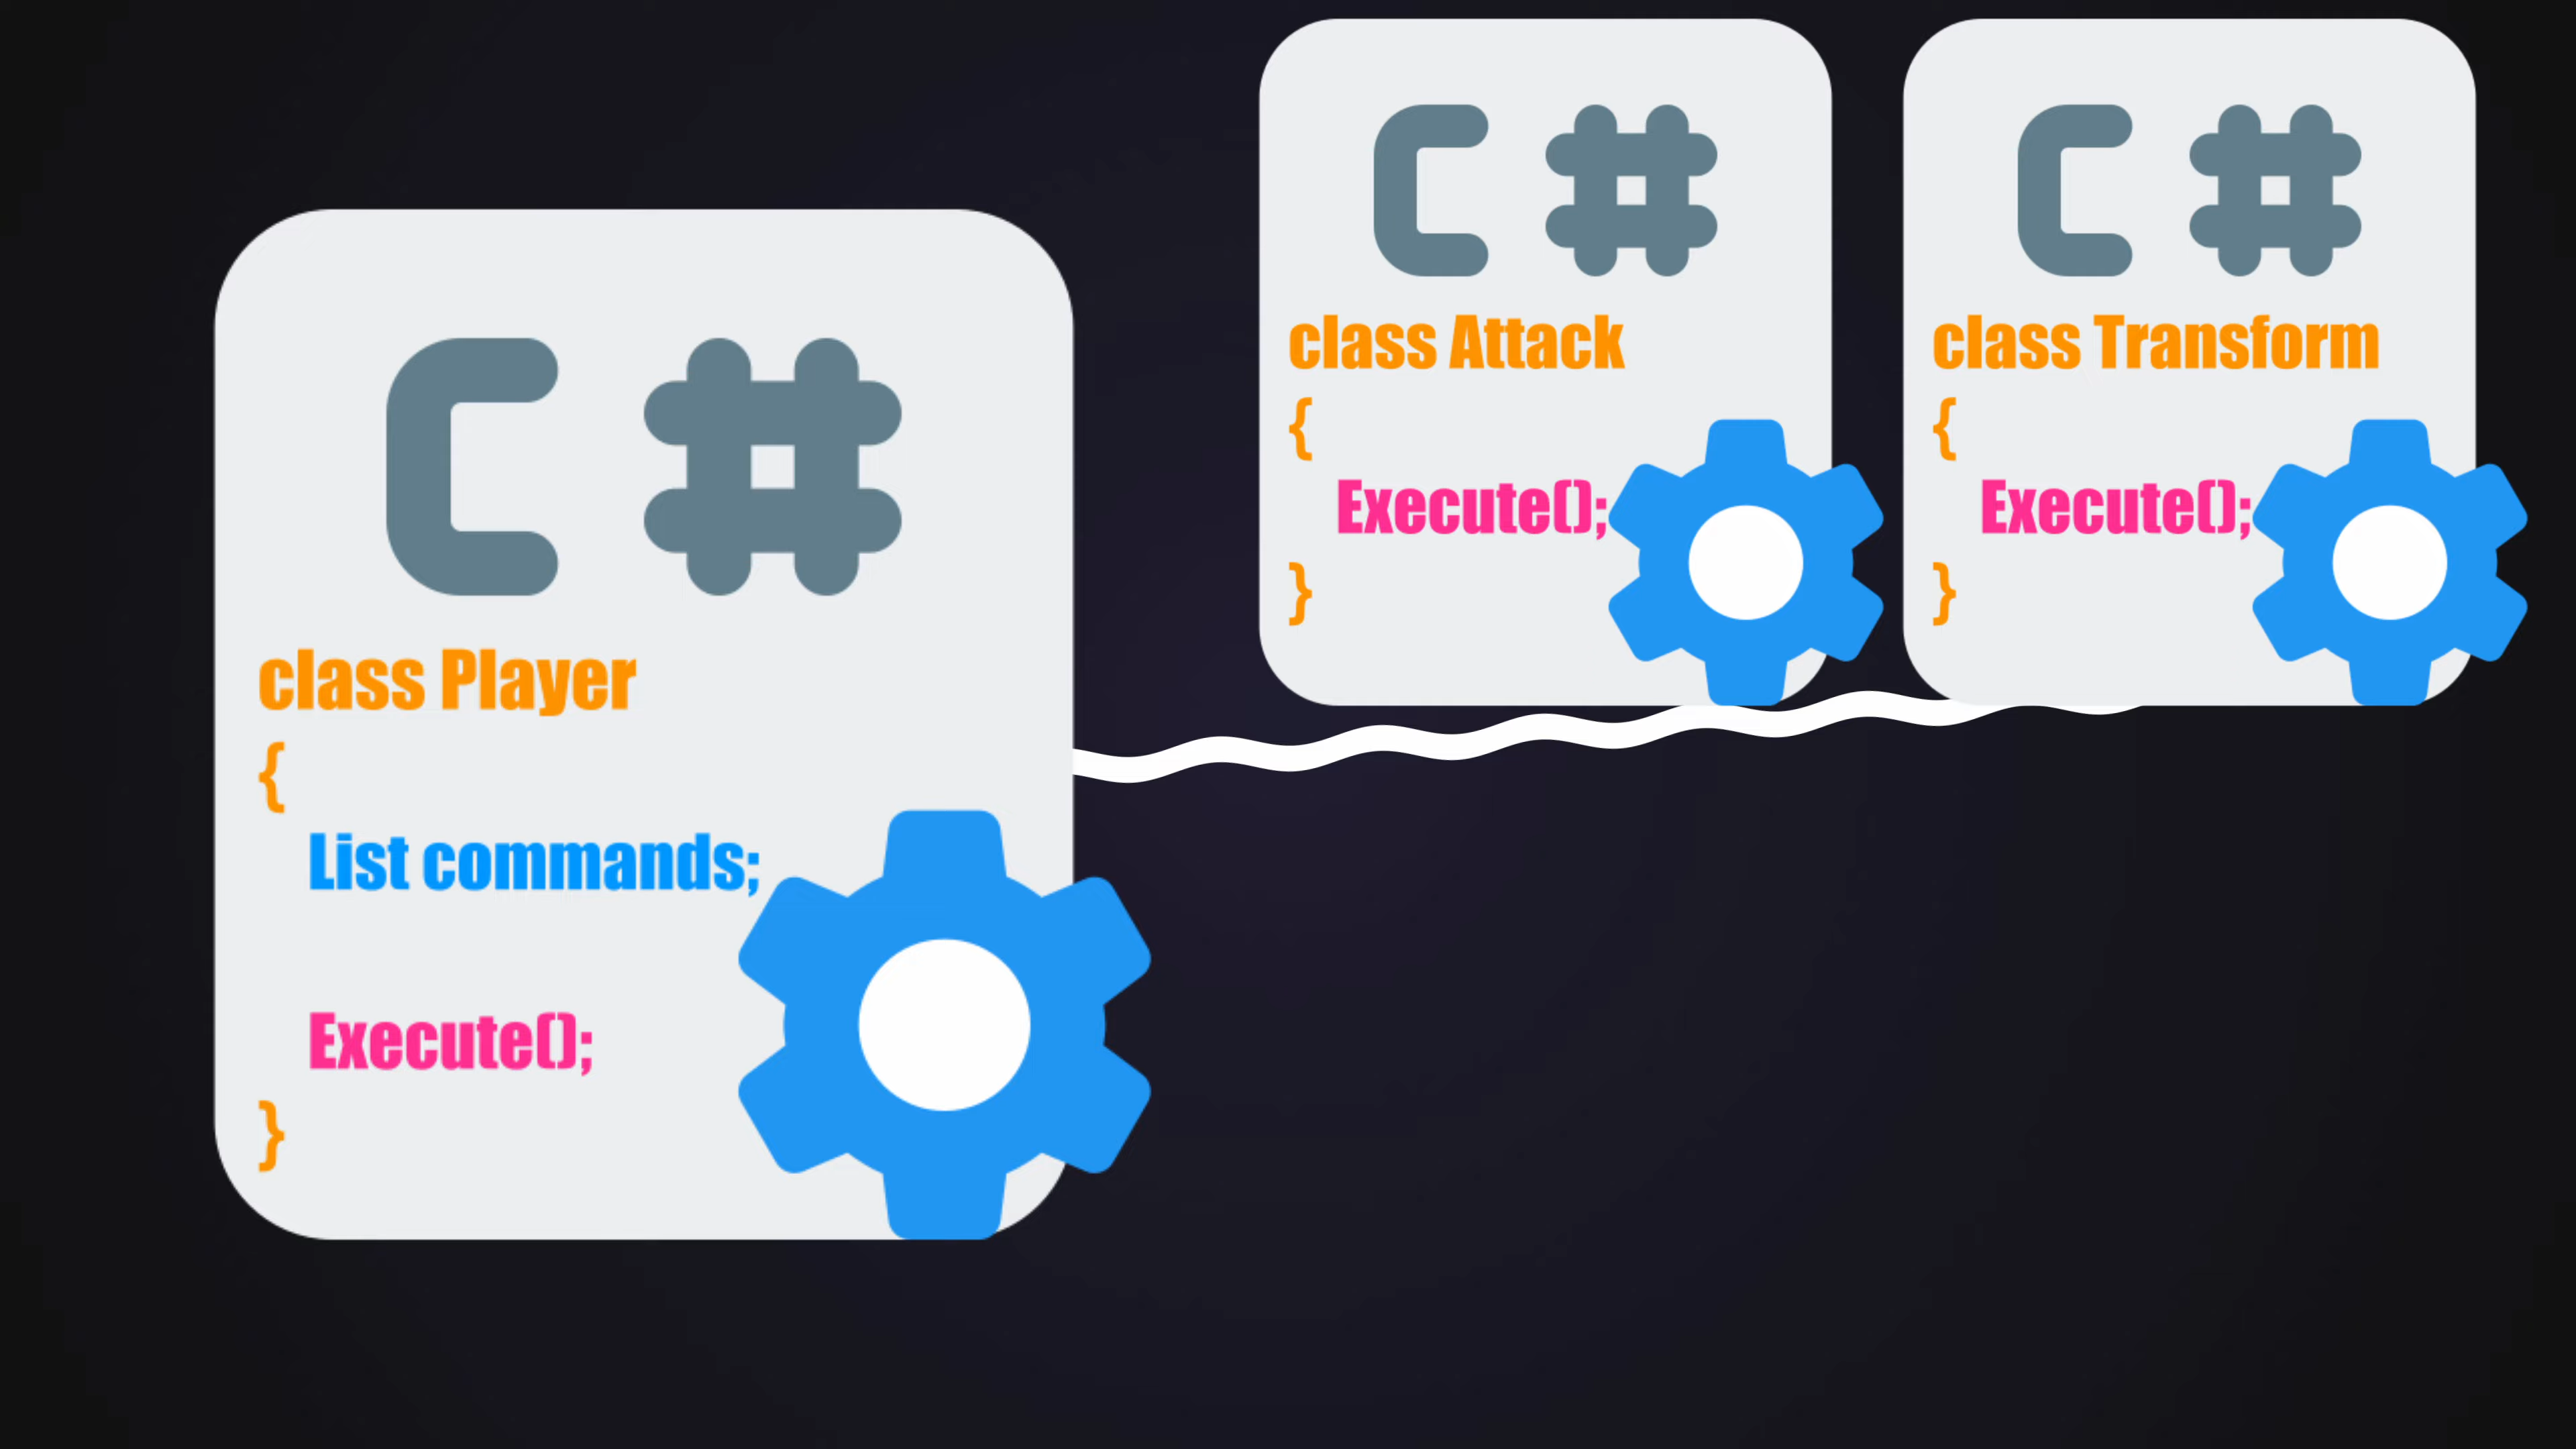 C#
class Player
{
List commands;
Execute();
}
C#
class Attack
{
Execute();
}
C#
class Transform
{
Execute();
}